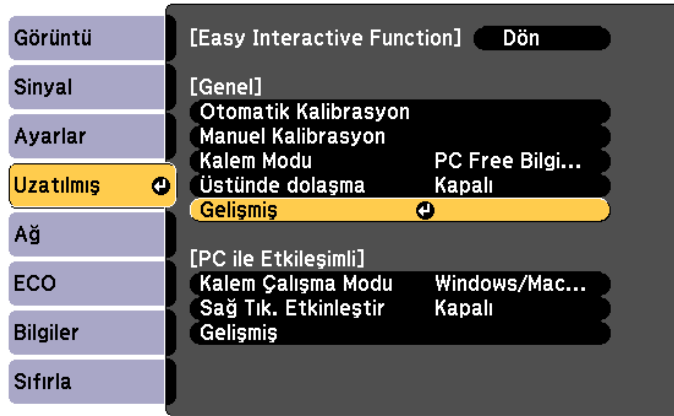 Görüntü
Sinyal
Ayarlar
Uzatılmış
Ağ
ECO
Bilgiler
Sıfırla
[Easy Interactive Function] Dön
[Genel]
Otomatik Kalibrasyon
Manuel Kalibrasyon
Kalem Modu PC Free Bilgi...
Üstünde dolaşma Kapalı
Gelişmiş
[PC ile Etkileşimli]
Kalem Çalışma Modu Windows/Mac...
Sağ Tık. Etkinleştir Kapalı
Gelişmiş